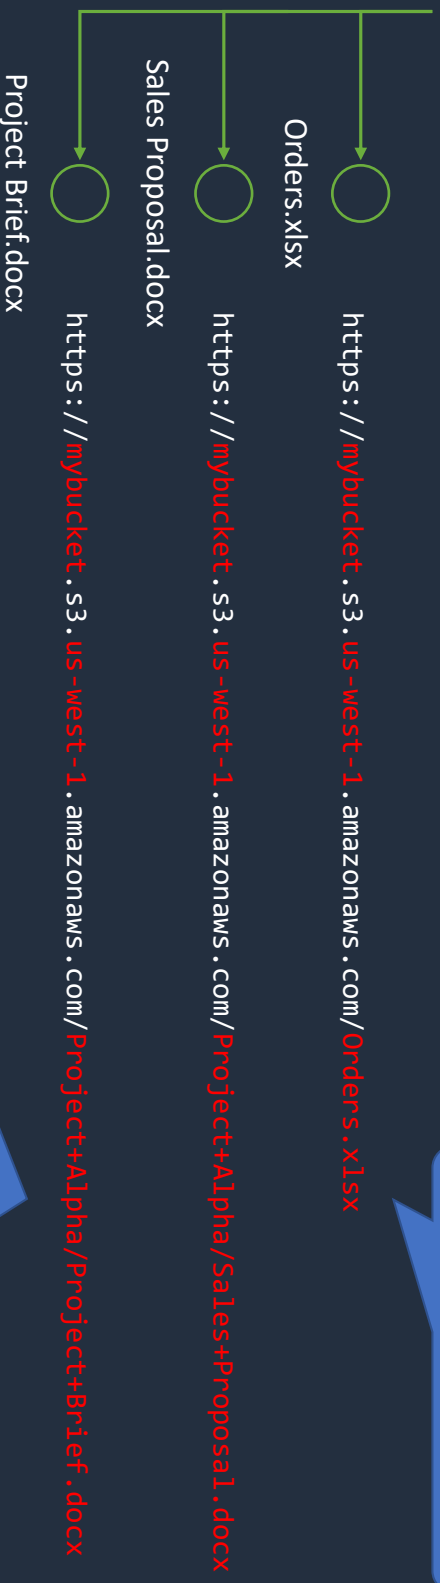 Orders.xlsx
https://mybucket.s3.us-west-1.amazonaws.com/Orders.xlsx
Sales Proposal.docx
https://mybucket.s3.us-west-1.amazonaws.com/Project+Alpha/Sales+Proposal.docx
Project Brief.docx
https://mybucket.s3.us-west-1.amazonaws.com/Project+Alpha/Project+Brief.docx